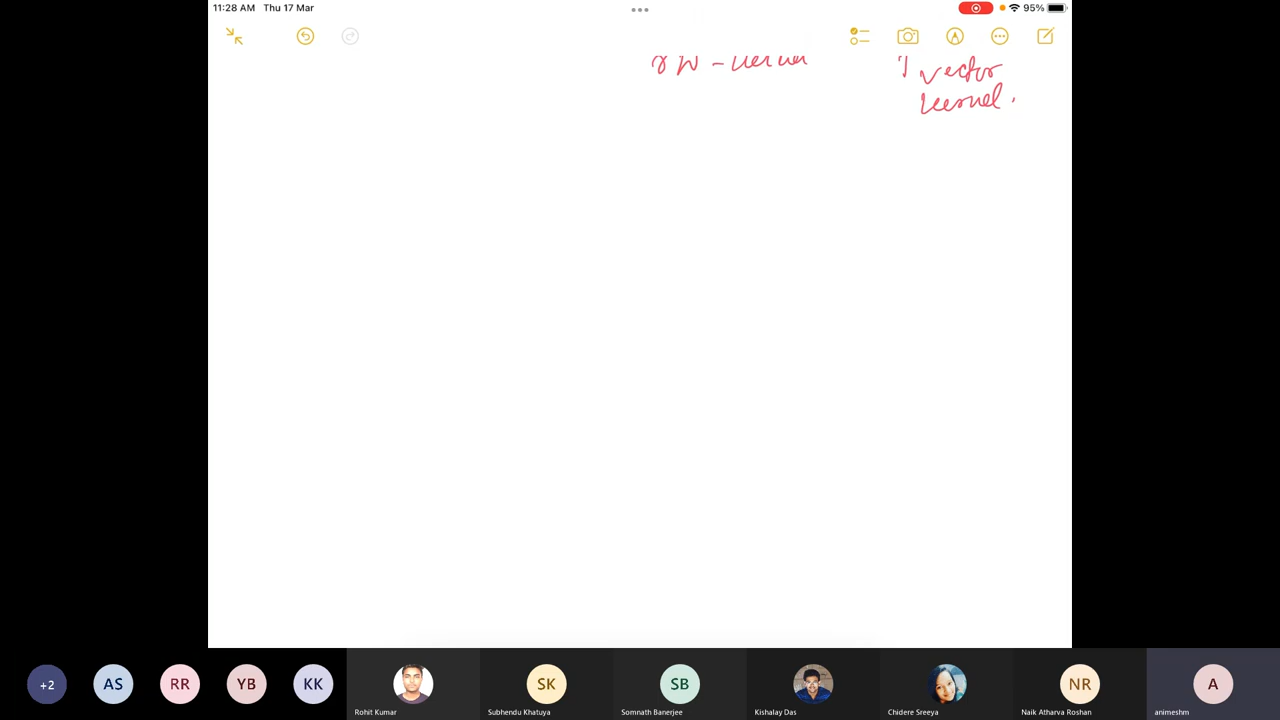 11:28 AM Thu 17 Mar
95%
vector
kernel.
+2
AS
RR
YB
KK
SK
SB
NR
A
Rohit Kumar
Subhendu Khatuya
Somnath Banerjee
Kishalay Das
Chidere Sreeya
Naik Atharva Roshan
animeshm